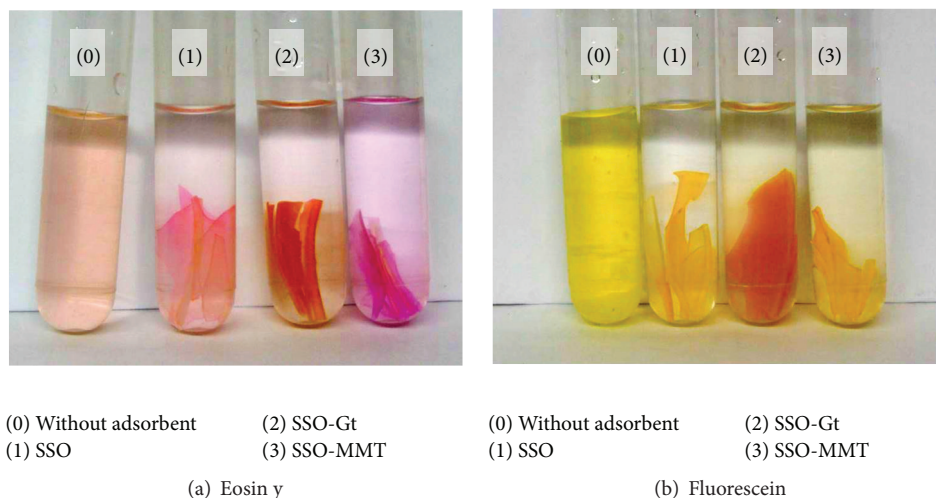 (0) (1) (2) (3)
(0) Without adsorbent (2) SSO-Gt
(1) SSO (3) SSO-MMT
(a) Eosin y
(0) (1) (2) (3)
(0) Without adsorbent (2) SSO-Gt
(1) SSO (3) SSO-MMT
(b) Fluorescein